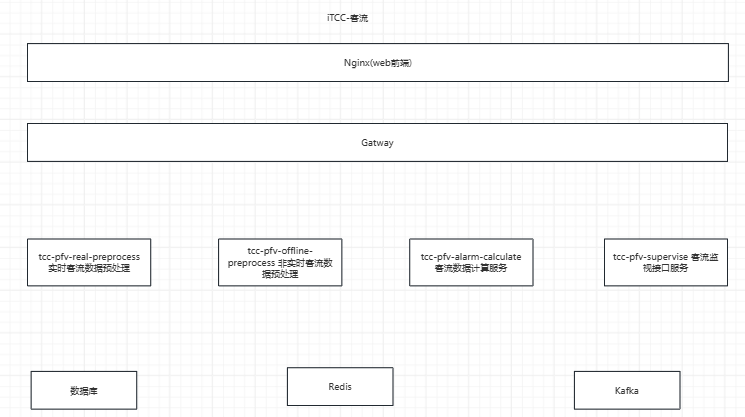 iTCC-客流
Nginx(web前端)
Gatway
tcc-pfv-real-preprocess
实时客流数据预处理
tcc-pfv-offline-
preprocess 非实时客流数
据预处理
tcc-pfv-alarm-calculate
客流数据计算服务
tcc-pfv-supervise 客流监
视接口服务
数据库
Redis
Kafka